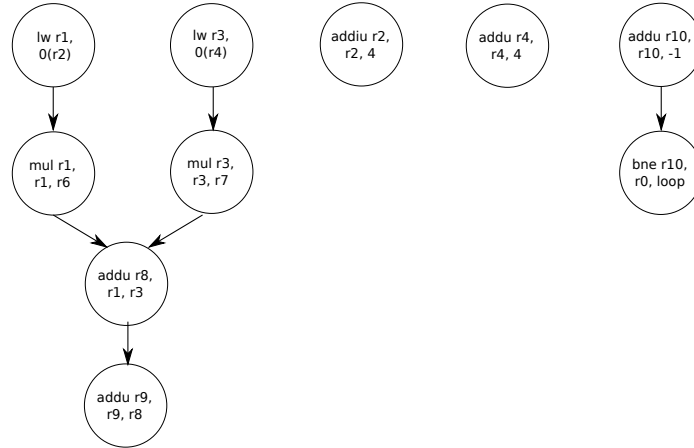 lw r1,
0(r2)
lw r3,
0(r4)
addiu r2,
r2, 4
addu r4,
r4, 4
addu r10,
r10, -1
mul r1,
r1, r6
mul r3,
r3, r7
bne r10,
r0, loop
addu r8,
r1, r3
addu r9,
r9, r8